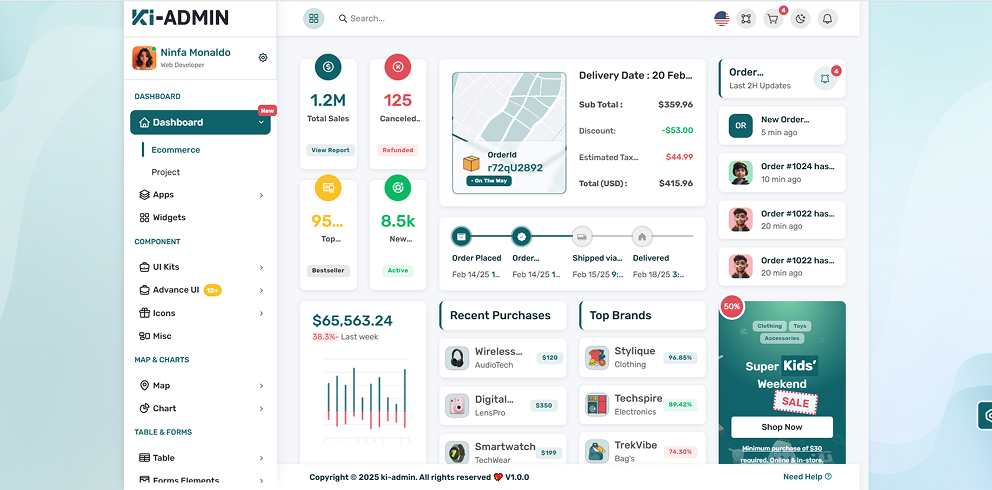 Ki-ADMIN
Search...
4
Ninfa Monaldo
Web Developer
DASHBOARD
New
Dashboard
Ecommerce
Project
Apps
Widgets
COMPONENT
UI Kits
Advance UI 12+
Icons
Misc
MAP & CHARTS
Map
Chart
TABLE & FORMS
Table
Forms Elements
1.2M
Total Sales
View Report
125
Canceled..
Refunded
95...
Top...
Bestseller
8.5k
New...
Active
$65,563.24
38.3%- Last week
OrderId
r72qU2892
• On The Way
Delivery Date : 20 Feb...
Sub Total : $359.96
Discount: -$53.00
Estimated Tax... $44.99
Total (USD) : $415.96
Order Placed
Feb 14/25 1...
Order...
Feb 14/25 1...
Shipped via...
Feb 15/25 9:...
Delivered
Feb 18/25 3:...
Recent Purchases
Wireless...
AudioTech
$120
Digital...
LensPro
$350
Smartwatch
TechWear
$199
Top Brands
Stylique
Clothing
96.85%
Techspire
Electronics
89.42%
TrekVibe
Bag's
74.30%
Order...
Last 2H Updates
4
OR
New Order...
5 min ago
Order #1024 has...
10 min ago
Order #1022 has...
20 min ago
Order #1022 has...
20 min ago
50%
Clothing Toys
Accessories
Super Kids'
Weekend
SALE
Shop Now
Minimum purchase of $30
required. Online & in-store.
Copyright © 2025 ki-admin. All rights reserved 💖 V1.0.0
Need Help